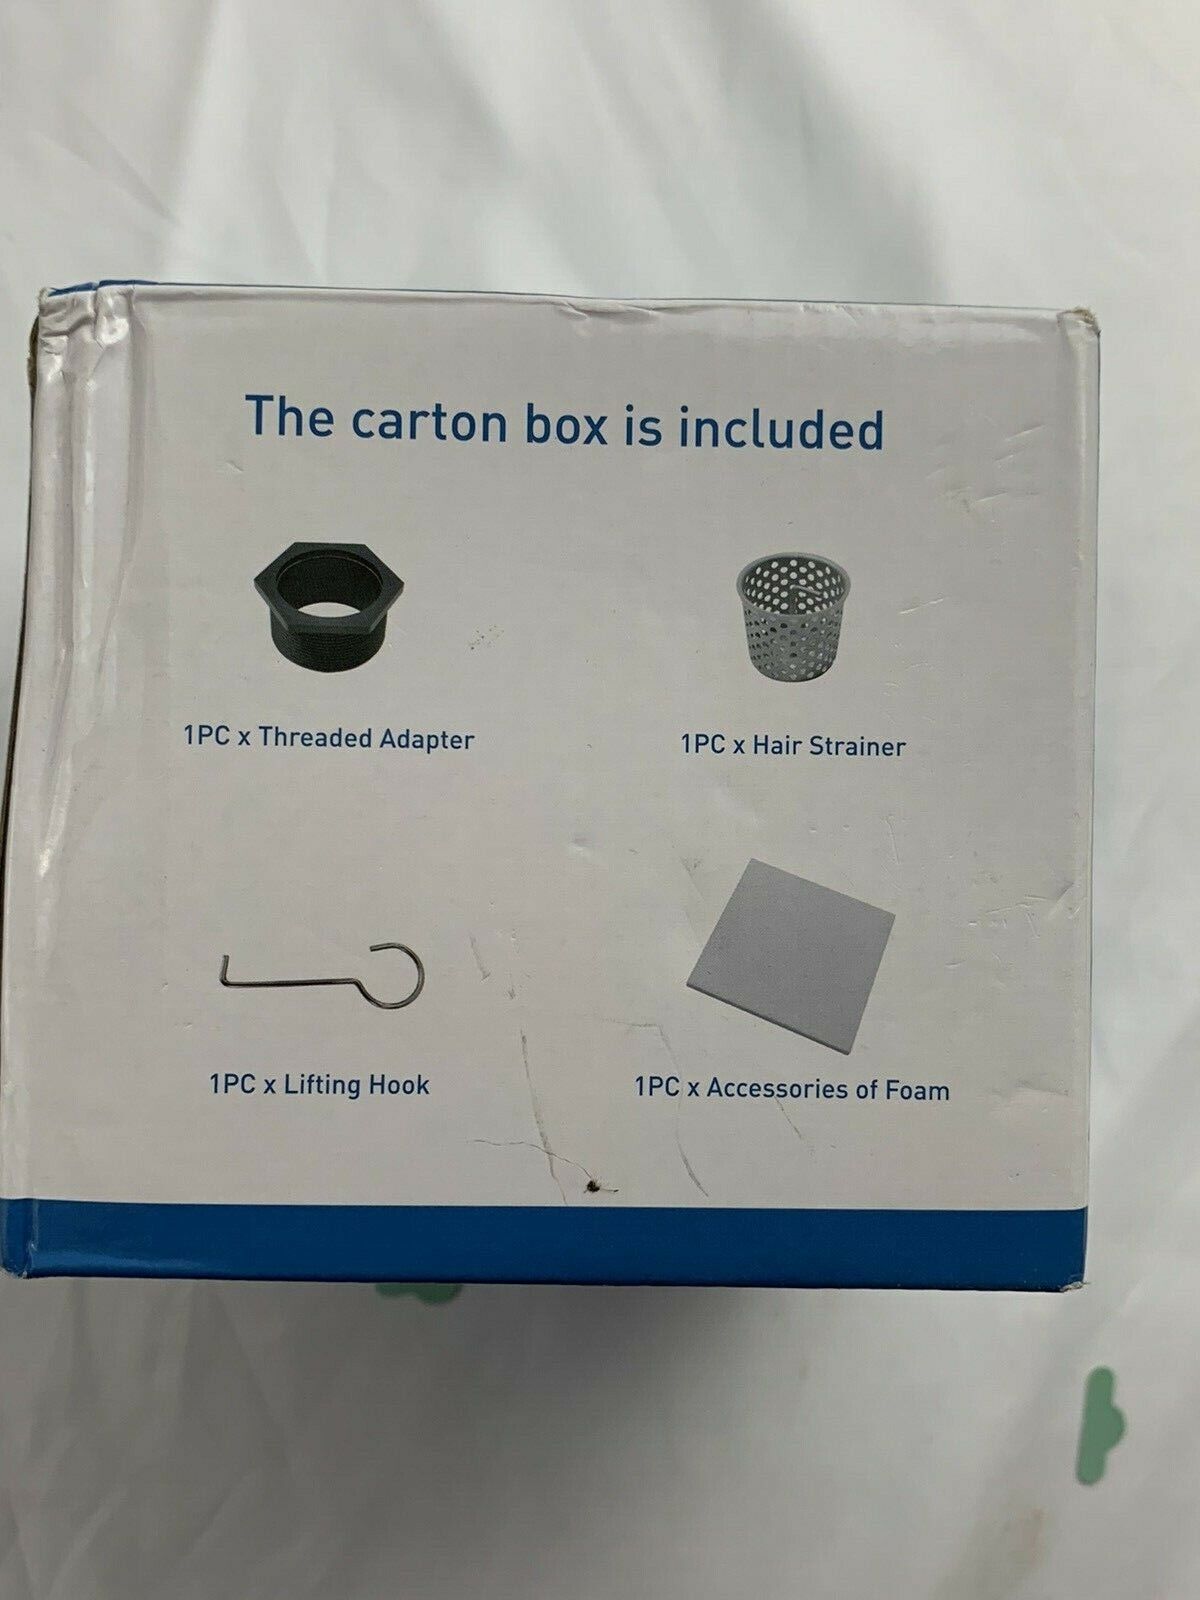 The carton box is included
1PC x Threaded Adapter
1PC x Hair Strainer
1PC x Lifting Hook
1PC x Accessories of Foam